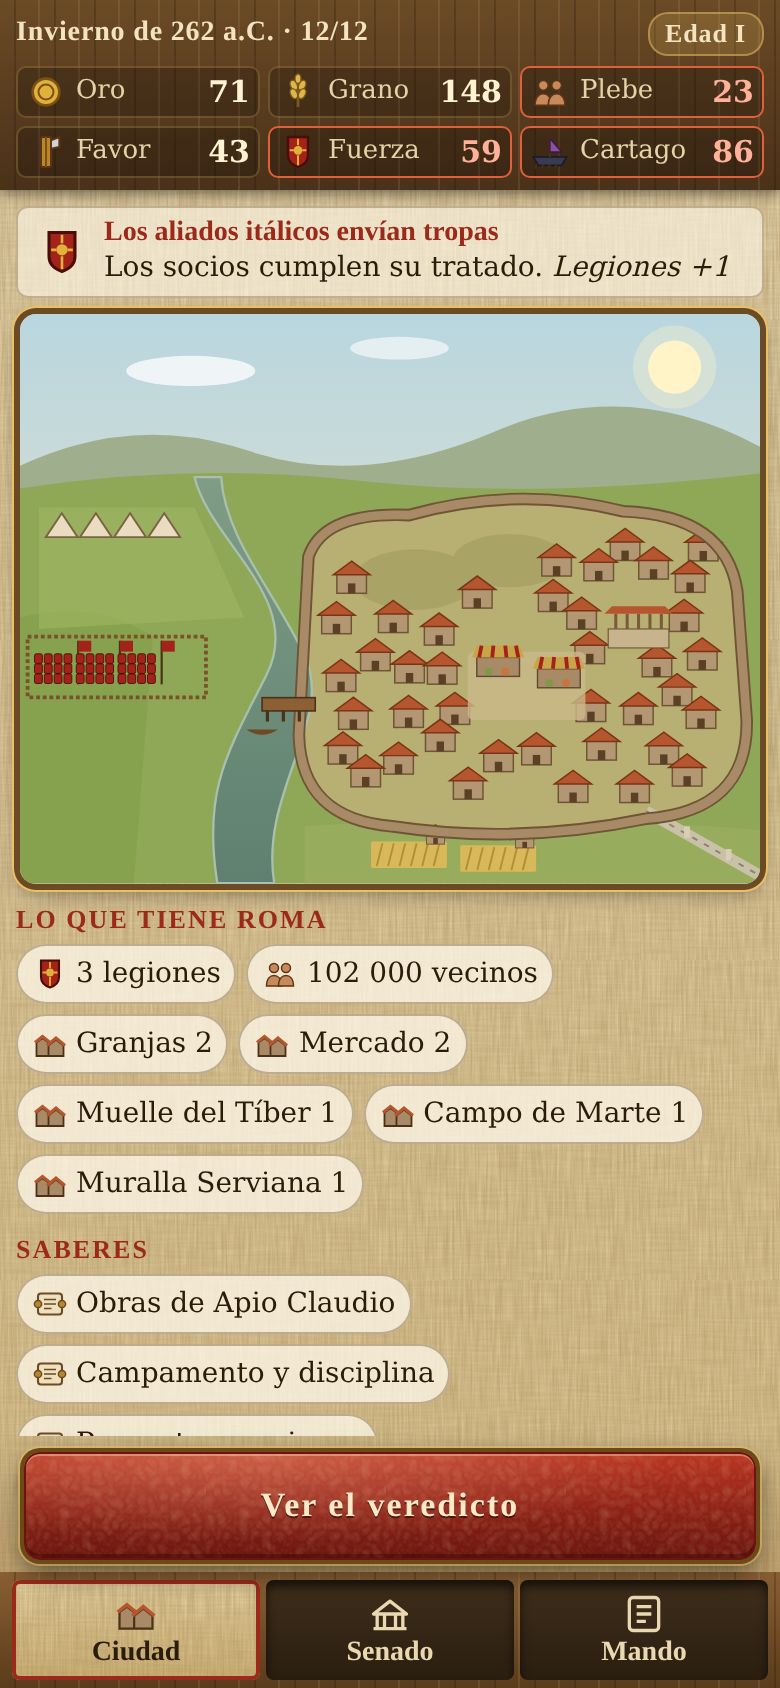 Invierno de 262 a.C. · 12/12
Edad I
Oro 71
Grano 148
Plebe 23
Favor 43
Fuerza 59
Cartago 86
Los aliados itálicos envían tropas
Los socios cumplen su tratado. Legiones +1
LO QUE TIENE ROMA
3 legiones
102 000 vecinos
Granjas 2
Mercado 2
Muelle del Tíber 1
Campo de Marte 1
Muralla Serviana 1
SABERES
Obras de Apio Claudio
Campamento y disciplina
Ver el veredicto
Ciudad
Senado
Mando